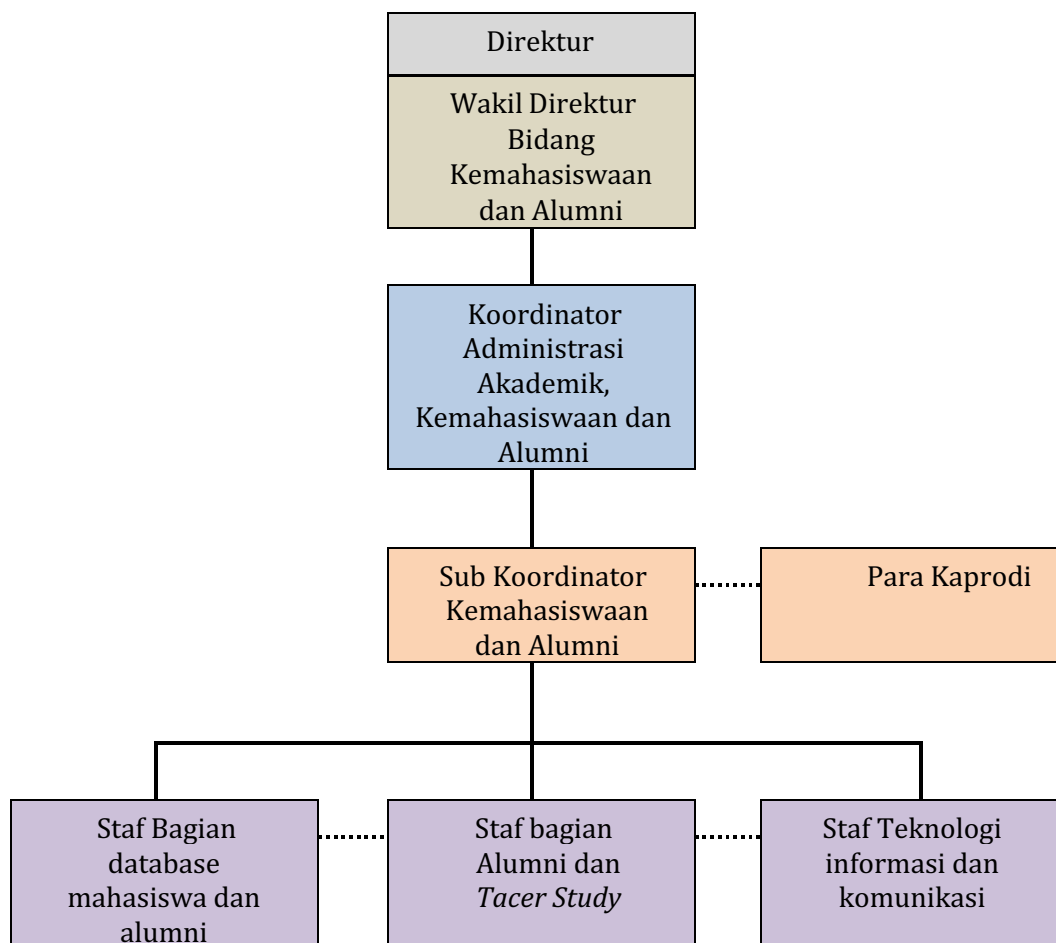 Direktur
Wakil Direktur
Bidang
Kemahasiswaan
dan Alumni
Koordinator
Administrasi
Akademik,
Kemahasiswaan dan
Alumni
Sub Koordinator
Kemahasiswaan
dan Alumni
Para Kaprodi
Staf Bagian
database
mahasiswa dan
alumni
Staf bagian
Alumni dan
Tacer Study
Staf Teknologi
informasi dan
komunikasi